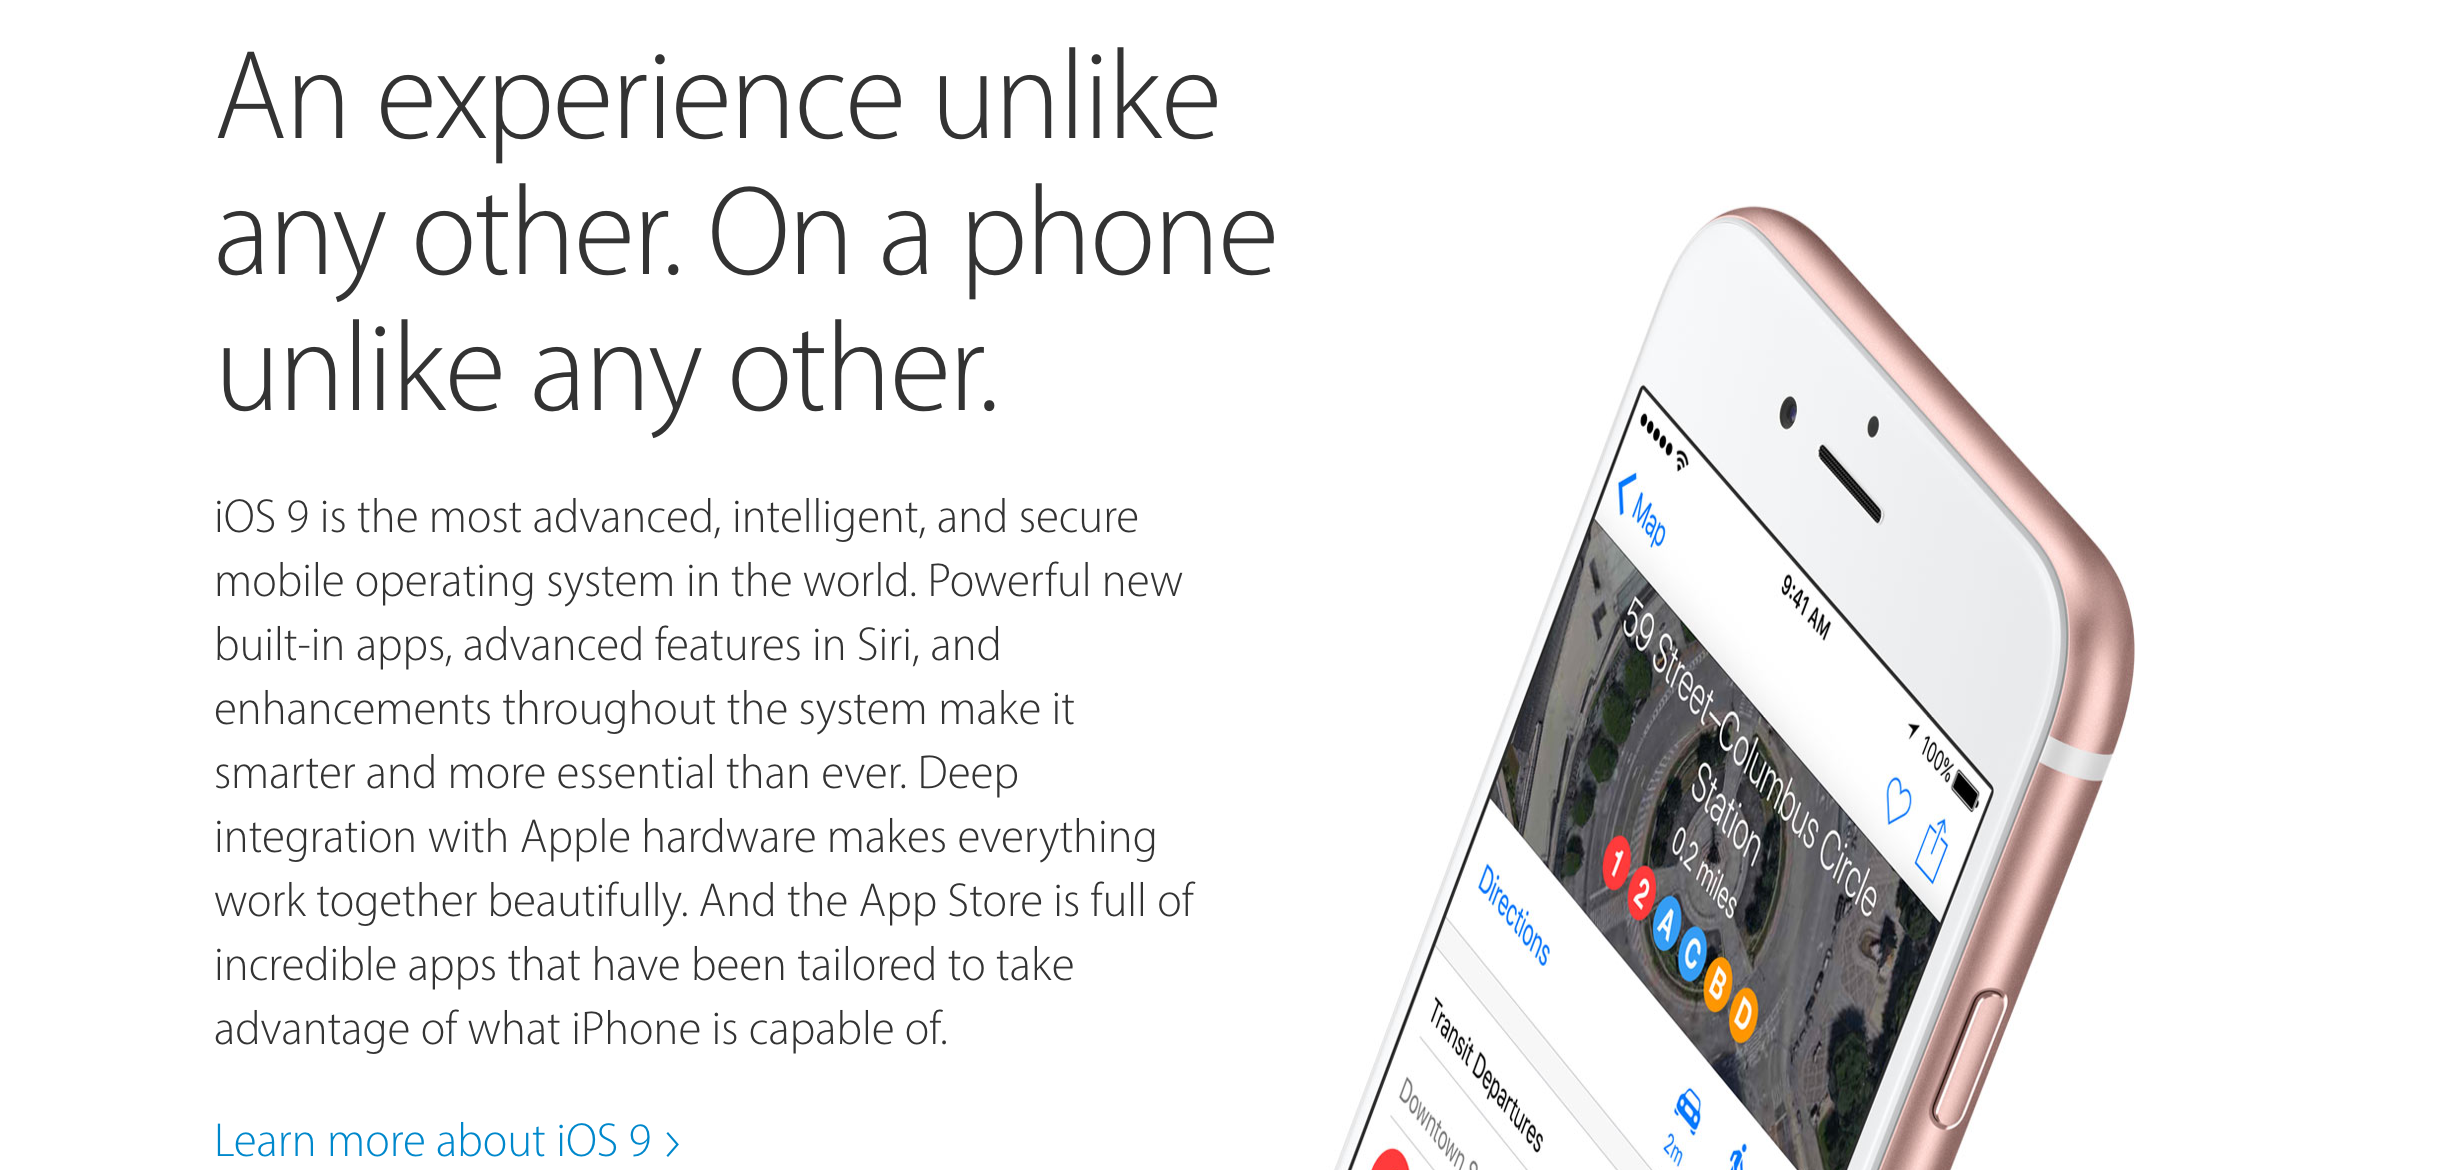 An experience unlike
any other. On a phone
unlike any other.
iOS 9 is the most advanced, intelligent, and secure
mobile operating system in the world. Powerful new
built-in apps, advanced features in Siri, and
enhancements throughout the system make it
smarter and more essential than ever. Deep
integration with Apple hardware makes everything
work together beautifully. And the App Store is full of
incredible apps that have been tailored to take
advantage of what iPhone is capable of.
Learn more about iOS 9 ›
9:41 AM
100%
Map
59 Street–Columbus Circle
Station
0.2 miles
1 2 A C B D
Directions
2m
Transit Departures
Downtown